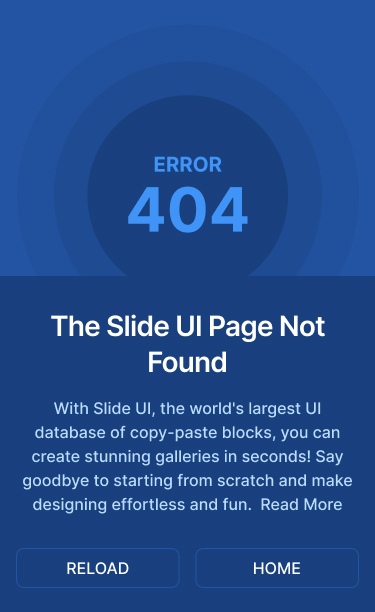 ERROR
404
The Slide UI Page Not
Found
With Slide UI, the world's largest UI
database of copy-paste blocks, you can
create stunning galleries in seconds! Say
goodbye to starting from scratch and make
designing effortless and fun.  Read More
RELOAD
HOME